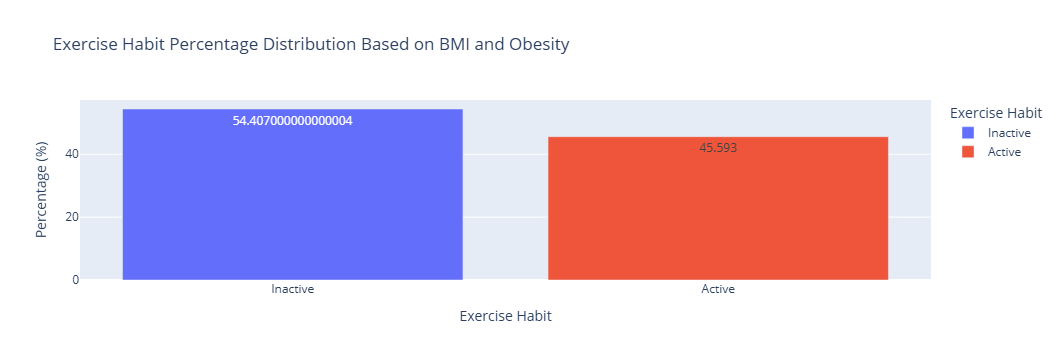 Exercise Habit Percentage Distribution Based on BMI and Obesity
Exercise Habit
Inactive
Active
54.407000000000004
45.593
Percentage (%)
40
20
0
Inactive
Active
Exercise Habit